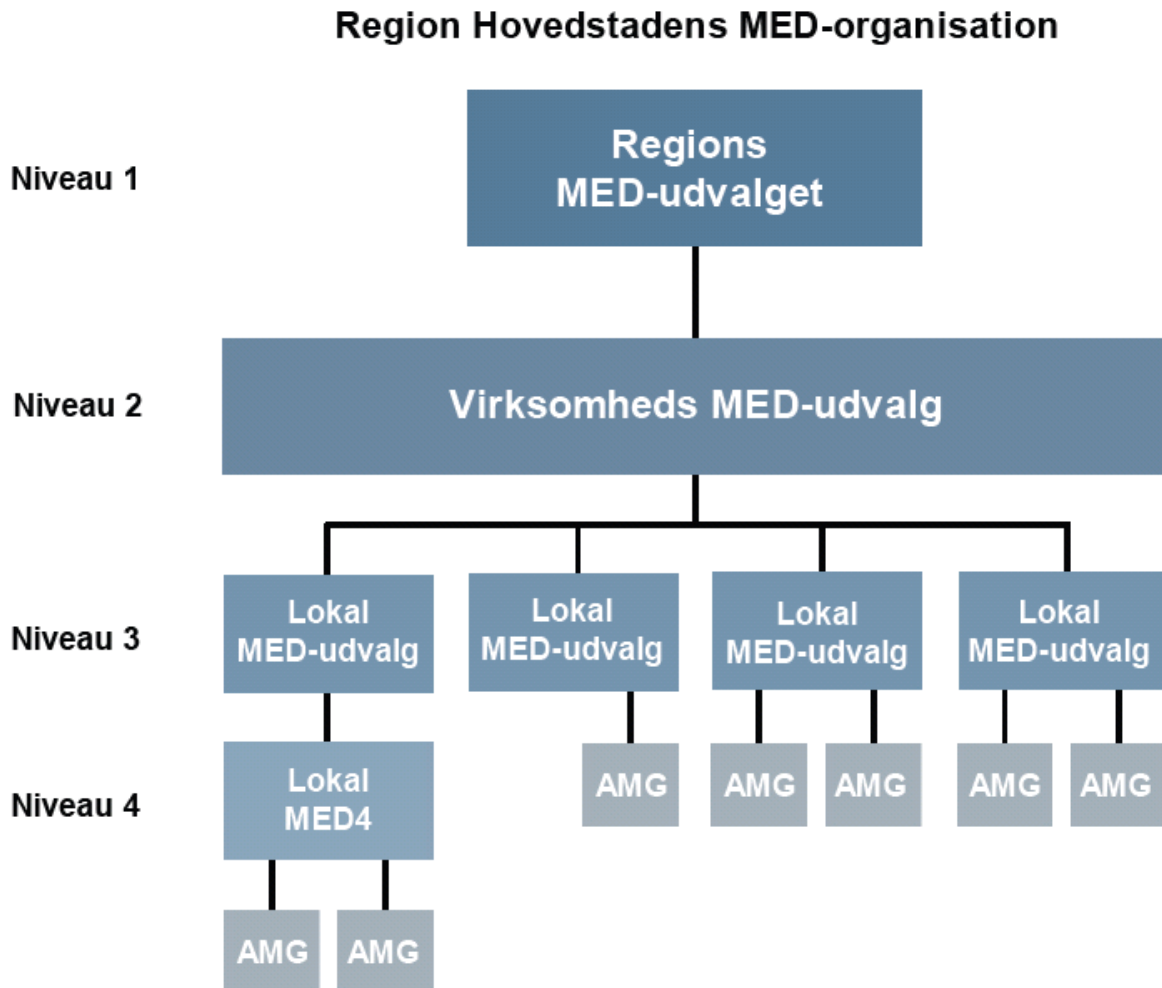 Region Hovedstadens MED-organisation
Niveau 1
Regions
MED-udvalget
Niveau 2
Virksomheds MED-udvalg
Niveau 3
Lokal
MED-udvalg
Lokal
MED-udvalg
Lokal
MED-udvalg
Lokal
MED-udvalg
Niveau 4
Lokal
MED4
AMG
AMG
AMG
AMG
AMG
AMG
AMG